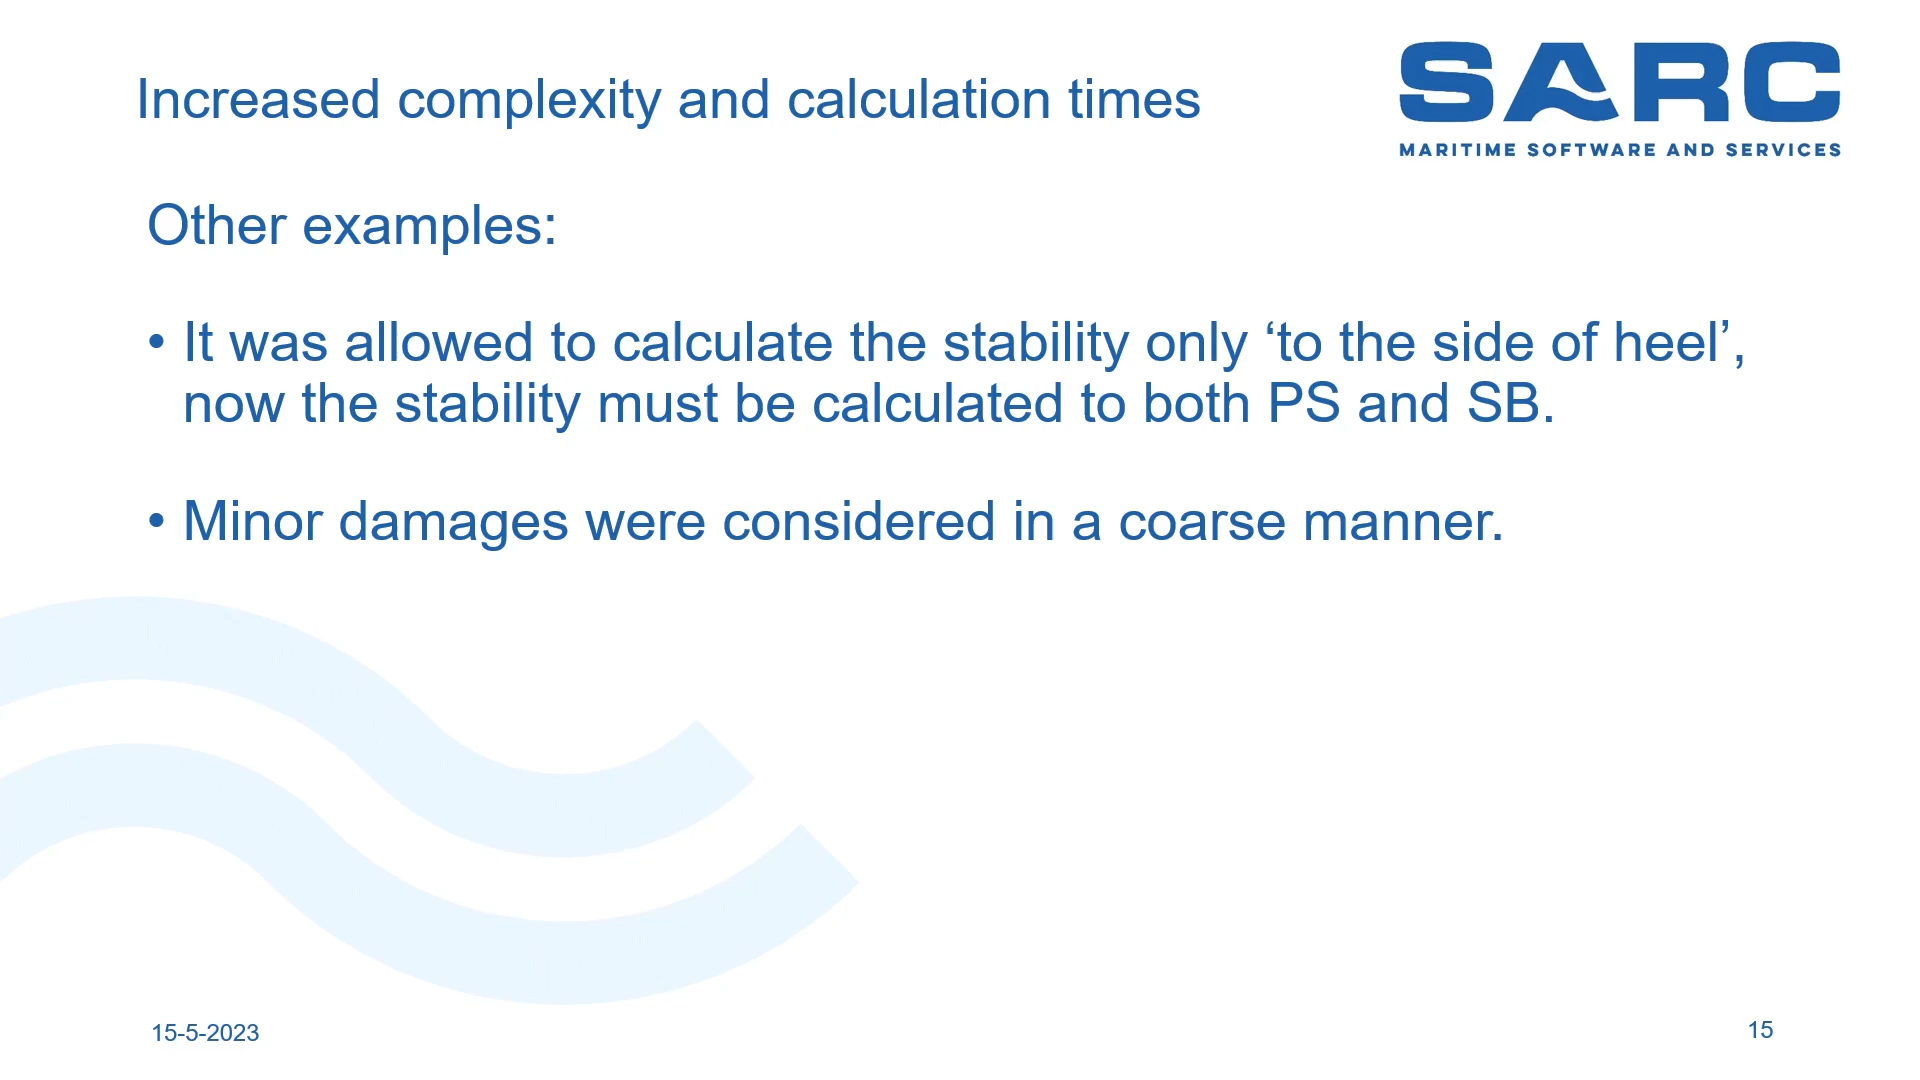 SARC
MARITIME SOFTWARE AND SERVICES
Increased complexity and calculation times
Other examples:
• It was allowed to calculate the stability only ‘to the side of heel’,
now the stability must be calculated to both PS and SB.
• Minor damages were considered in a coarse manner.
15-5-2023
15